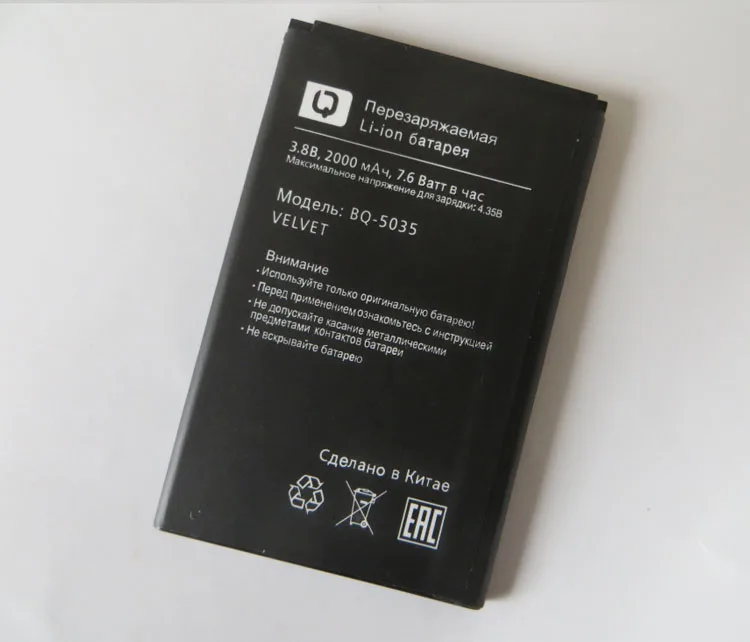 Перезаряжаемая
Li-ion батарея
3.8В, 2000 мАч, 7.6 Ватт в час
Максимальное напряжение для зарядки: 4.35В
Модель: BQ-5035
VELVET
Внимание
• Используйте только оригинальную батарею!
• Перед применением ознакомьтесь с инструкцией
• Не допускайте касание металлическими
предметами контактов батареи
• Не вскрывайте батарею
Сделано в Китае
EAC